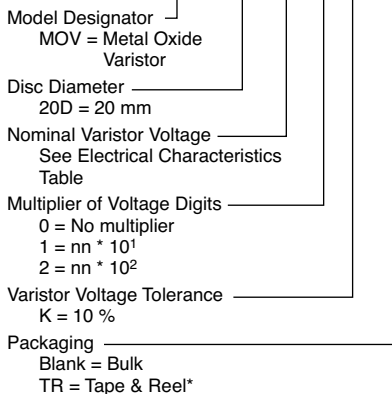 Model Designator
MOV = Metal Oxide
Varistor
Disc Diameter
20D = 20 mm
Nominal Varistor Voltage
See Electrical Characteristics
Table
Multiplier of Voltage Digits
0 = No multiplier
1 = nn * 10¹
2 = nn * 10²
Varistor Voltage Tolerance
K = 10 %
Packaging
Blank = Bulk
TR = Tape & Reel*